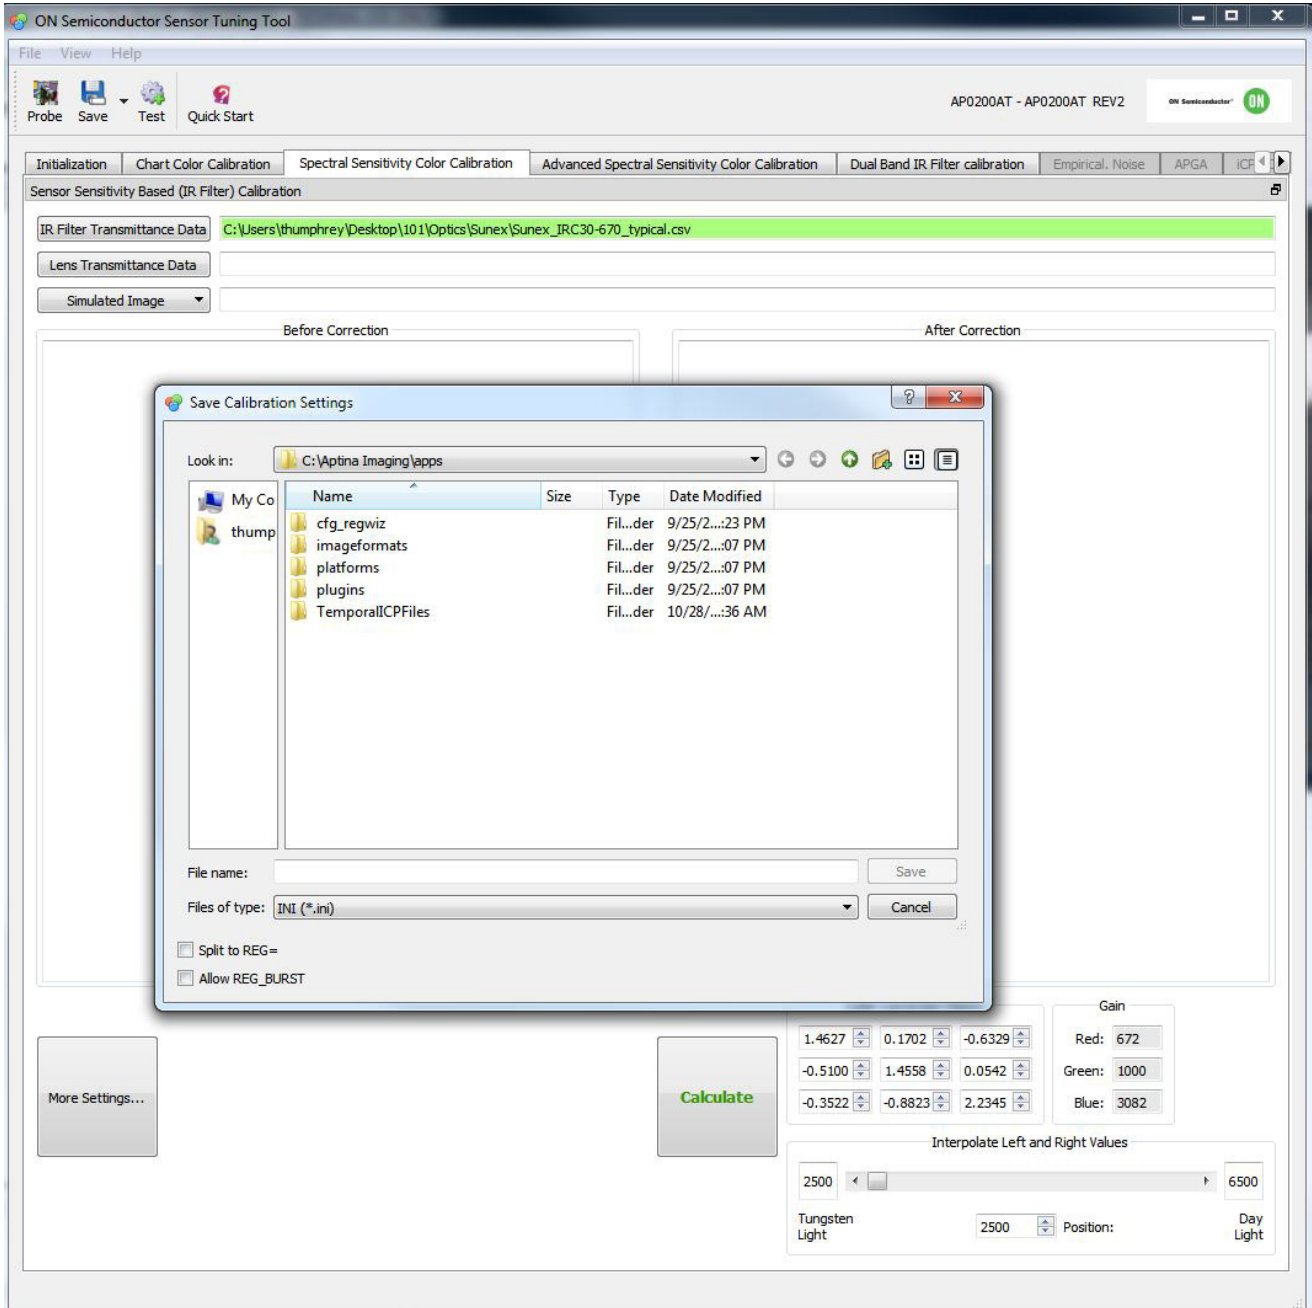 ON Semiconductor Sensor Tuning Tool
File View Help
Probe Save Test Quick Start
AP0200AT - AP0200AT REV2
ON Semiconductor® ON
Initialization Chart Color Calibration Spectral Sensitivity Color Calibration Advanced Spectral Sensitivity Color Calibration Dual Band IR Filter calibration Empirical. Noise APGA
Sensor Sensitivity Based (IR Filter) Calibration
IR Filter Transmittance Data C:\Users\thumphrey\Desktop\101\Optics\Sunex\Sunex_IRC30-670_typical.csv
Lens Transmittance Data
Simulated Image
Before Correction After Correction
Save Calibration Settings
Look in: C:\Aptina Imaging\apps
My Co
thump
Name Size Type Date Modified
cfg_regwiz Fil...der 9/25/2...:23 PM
imageformats Fil...der 9/25/2...:07 PM
platforms Fil...der 9/25/2...:07 PM
plugins Fil...der 9/25/2...:07 PM
TemporalICPFiles Fil...der 10/28/...:36 AM
File name: Save
Files of type: INI (*.ini) Cancel
Split to REG=
Allow REG_BURST
Gain
1.4627 0.1702 -0.6329 Red: 672
-0.5100 1.4558 0.0542 Green: 1000
-0.3522 -0.8823 2.2345 Blue: 3082
More Settings...
Calculate
Interpolate Left and Right Values
2500 6500
Tungsten Light 2500 Position: Day Light